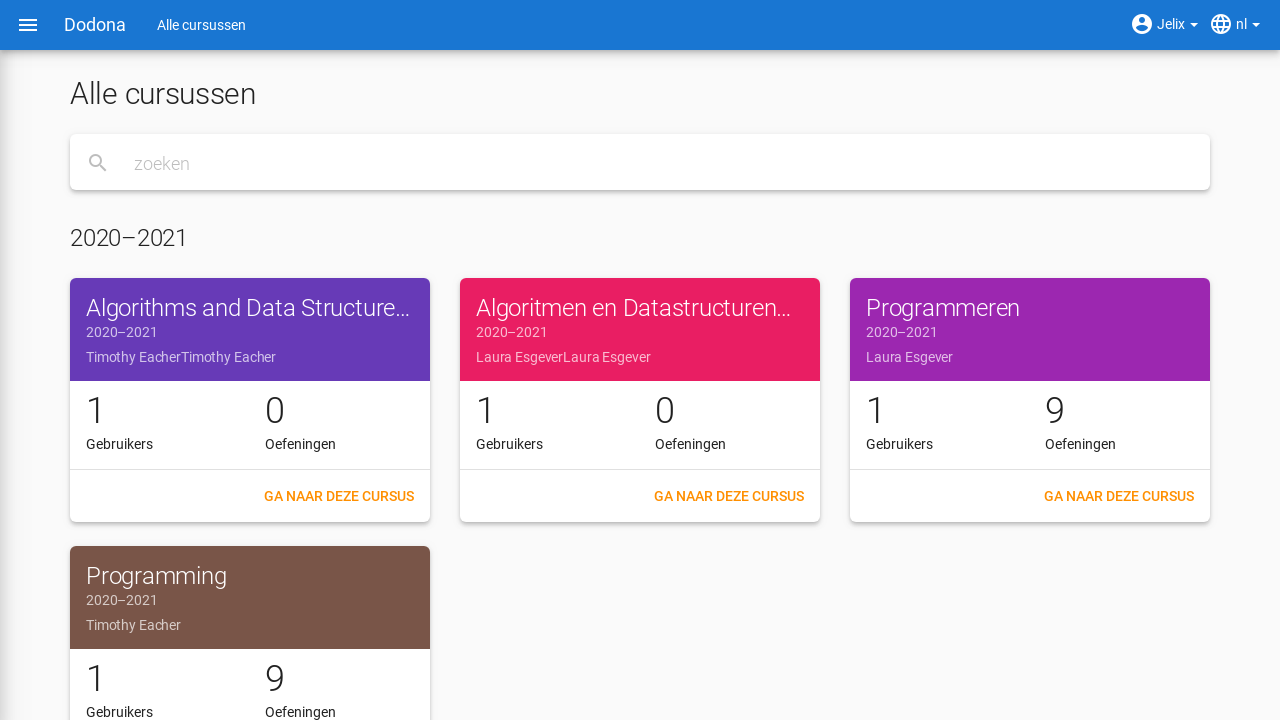 Dodona
Alle cursussen
Jelix
nl
Alle cursussen
zoeken
2020–2021
Algorithms and Data Structure...
2020–2021
Timothy EacherTimothy Eacher
1
0
Gebruikers
Oefeningen
GA NAAR DEZE CURSUS
Algoritmen en Datastructuren...
2020–2021
Laura EsgeverLaura Esgever
1
0
Gebruikers
Oefeningen
GA NAAR DEZE CURSUS
Programmeren
2020–2021
Laura Esgever
1
9
Gebruikers
Oefeningen
GA NAAR DEZE CURSUS
Programming
2020–2021
Timothy Eacher
1
9
Gebruikers
Oefeningen